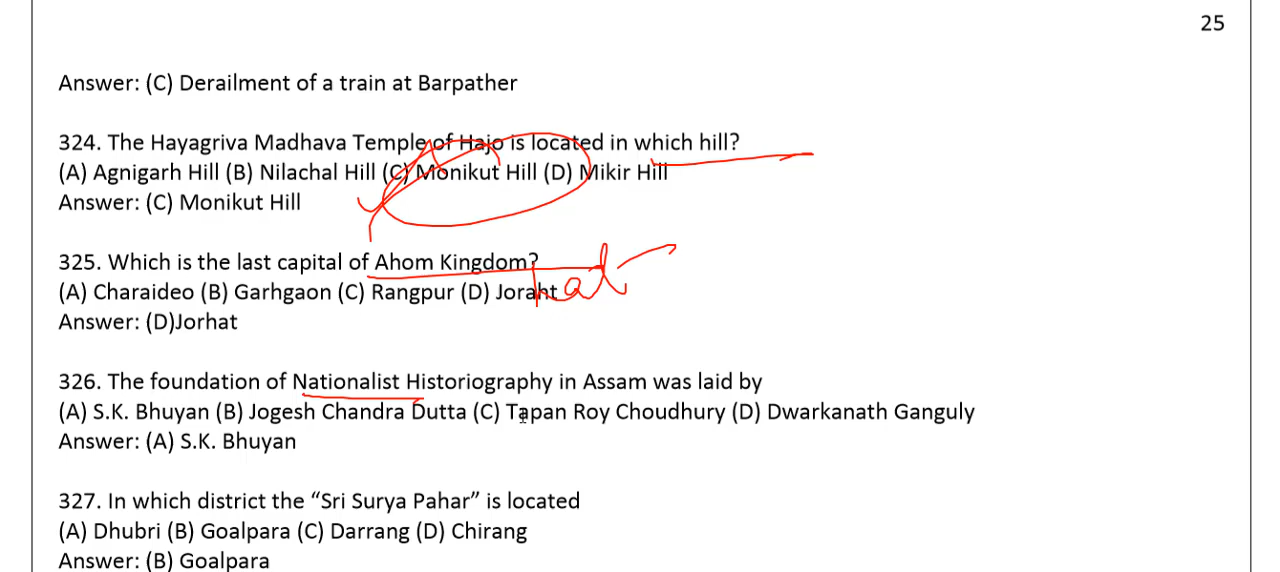 25
Answer: (C) Derailment of a train at Barpather
324. The Hayagriva Madhava Temple of Hajo is located in which hill?
(A) Agnigarh Hill (B) Nilachal Hill (C) Monikut Hill (D) Mikir Hill
Answer: (C) Monikut Hill
325. Which is the last capital of Ahom Kingdom?
(A) Charaideo (B) Garhgaon (C) Rangpur (D) Joraht
hat
Answer: (D)Jorhat
326. The foundation of Nationalist Historiography in Assam was laid by
(A) S.K. Bhuyan (B) Jogesh Chandra Dutta (C) Tapan Roy Choudhury (D) Dwarkanath Ganguly
Answer: (A) S.K. Bhuyan
327. In which district the “Sri Surya Pahar” is located
(A) Dhubri (B) Goalpara (C) Darrang (D) Chirang
Answer: (B) Goalpara